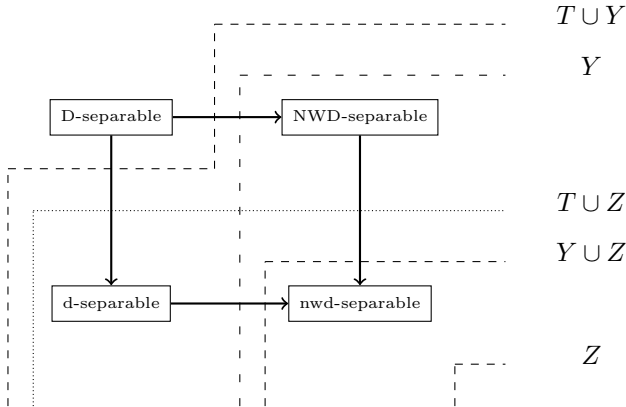 T ∪ Y
Y
D-separable NWD-separable
T ∪ Z
Y ∪ Z
d-separable nwd-separable
Z